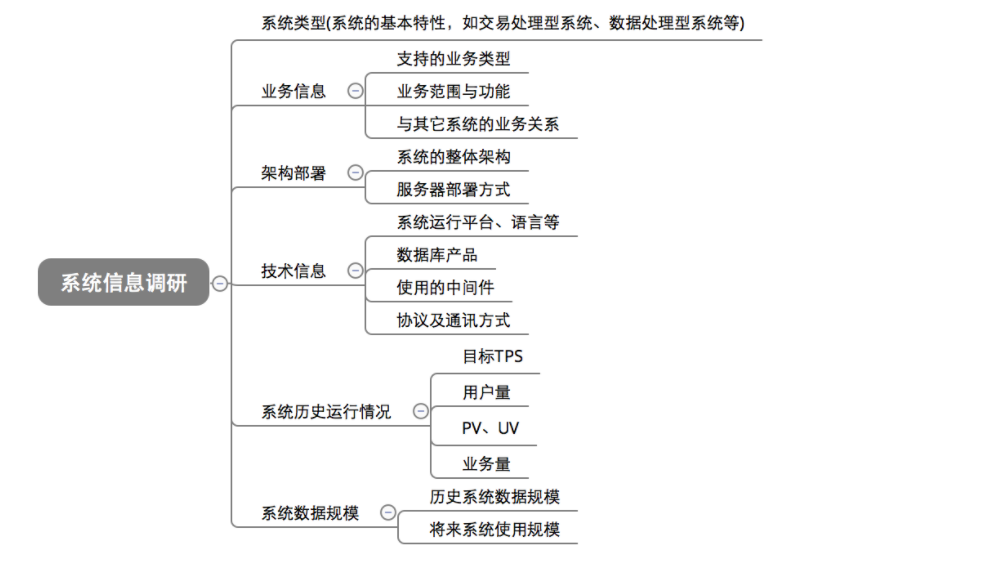 系统类型(系统的基本特性，如交易处理型系统、数据处理型系统等)
支持的业务类型
业务信息
业务范围与功能
与其它系统的业务关系
系统的整体架构
架构部署
服务器部署方式
系统运行平台、语言等
数据库产品
技术信息
系统信息调研
使用的中间件
协议及通讯方式
目标TPS
用户量
系统历史运行情况
PV、UV
业务量
历史系统数据规模
系统数据规模
将来系统使用规模